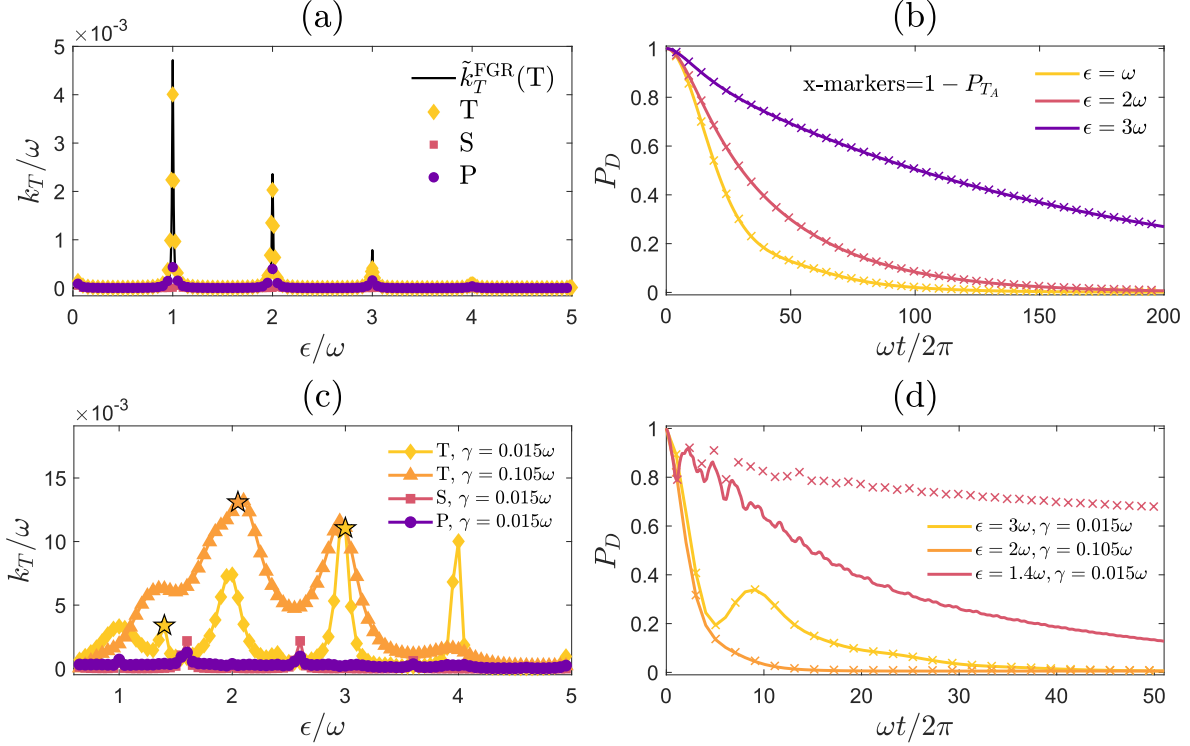 (a)
×10⁻³
5
4
3
2
1
0
k_T/ω
k̃_T^FGR(T)
T
S
P
1 2 3 4 5
ϵ/ω
(b)
1
0.8
0.6
0.4
0.2
0
P_D
x-markers=1 − P_{T_A}
ϵ = ω
ϵ = 2ω
ϵ = 3ω
0 50 100 150 200
ωt/2π
(c)
×10⁻³
15
10
5
0
k_T/ω
T, γ = 0.015ω
T, γ = 0.105ω
S, γ = 0.015ω
P, γ = 0.015ω
1 2 3 4 5
ϵ/ω
(d)
1
0.8
0.6
0.4
0.2
0
P_D
ϵ = 3ω, γ = 0.015ω
ϵ = 2ω, γ = 0.105ω
ϵ = 1.4ω, γ = 0.015ω
0 10 20 30 40 50
ωt/2π